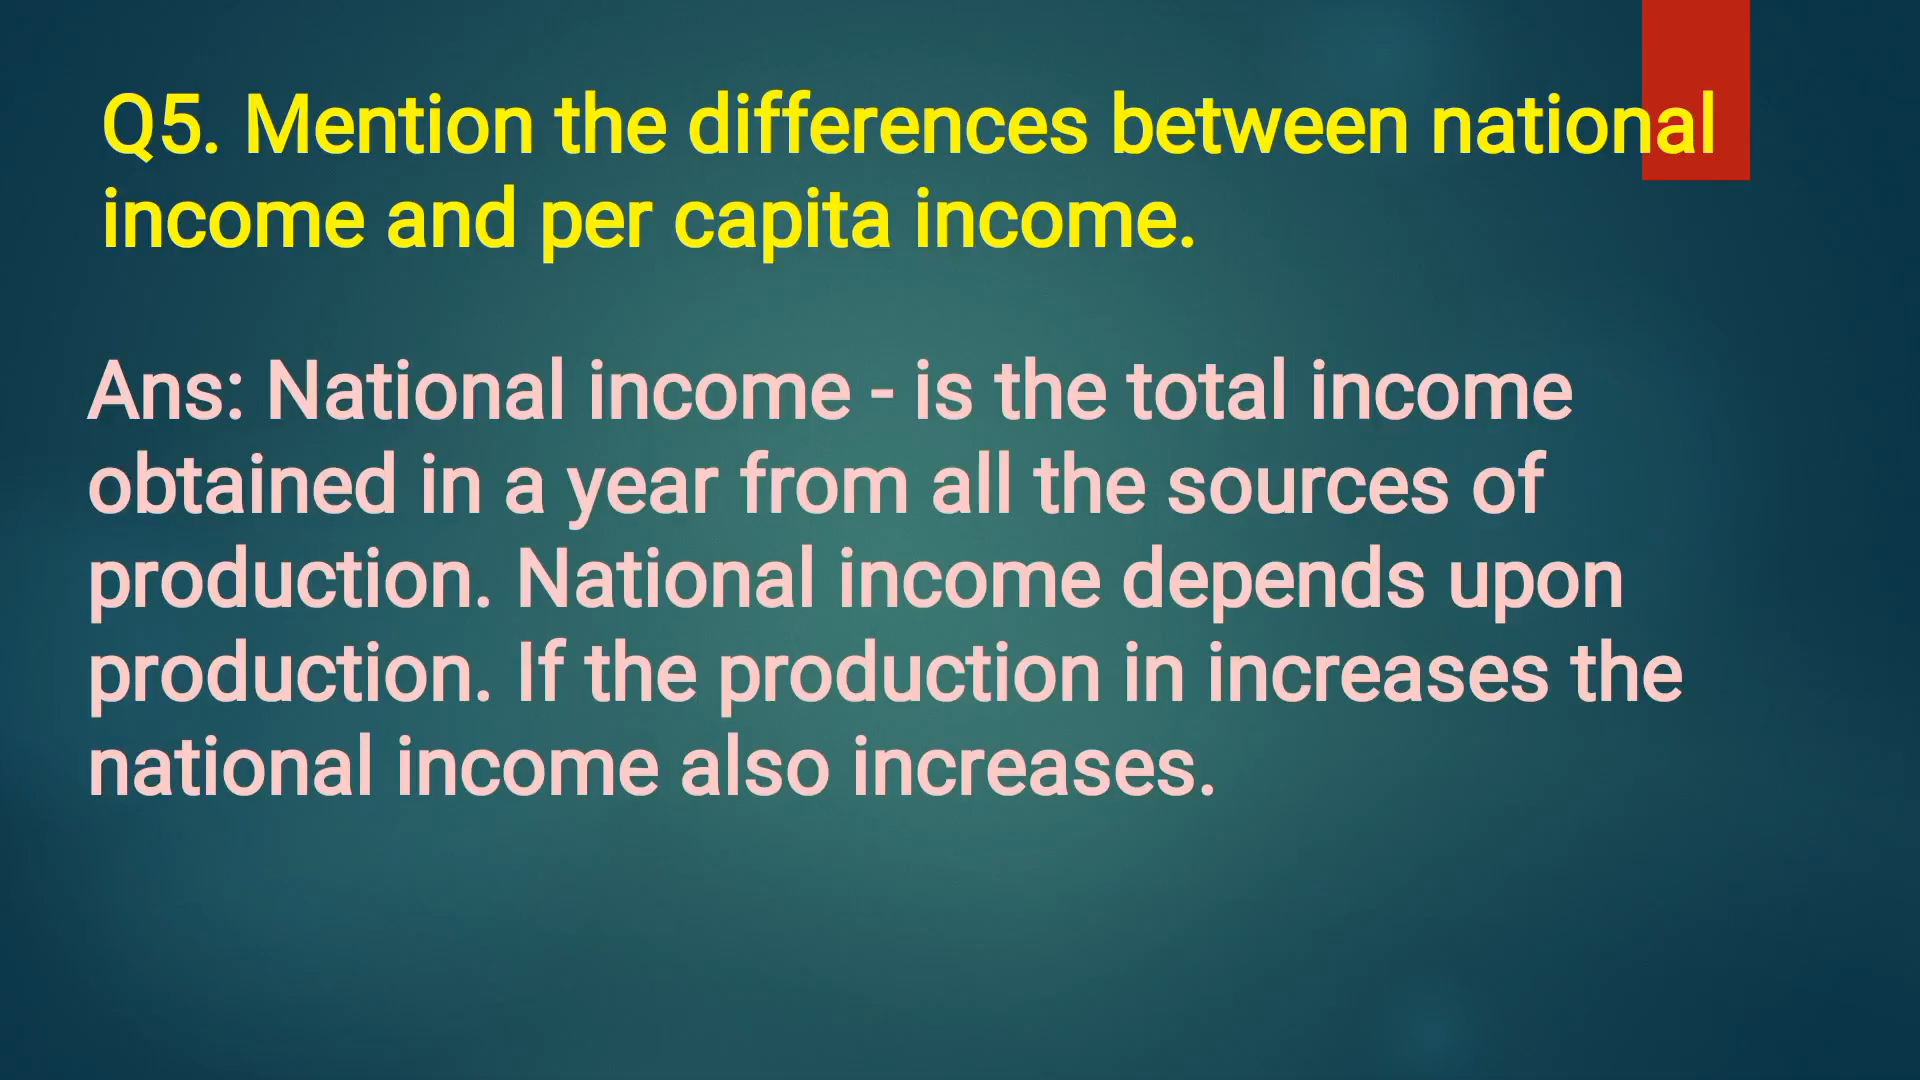 Q5. Mention the differences between national
income and per capita income.
Ans: National income - is the total income
obtained in a year from all the sources of
production. National income depends upon
production. If the production in increases the
national income also increases.